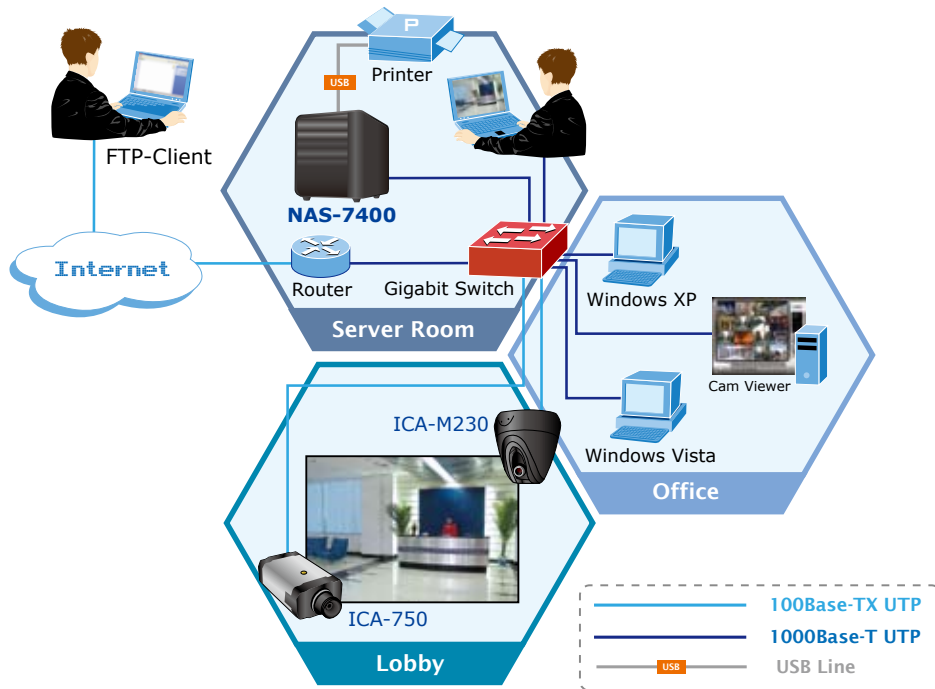 P
Printer
USB
FTP-Client
NAS-7400
Internet
Router
Gigabit Switch
Server Room
Windows XP
Cam Viewer
Windows Vista
Office
ICA-M230
ICA-750
Lobby
100Base-TX UTP
1000Base-T UTP
USB
USB Line